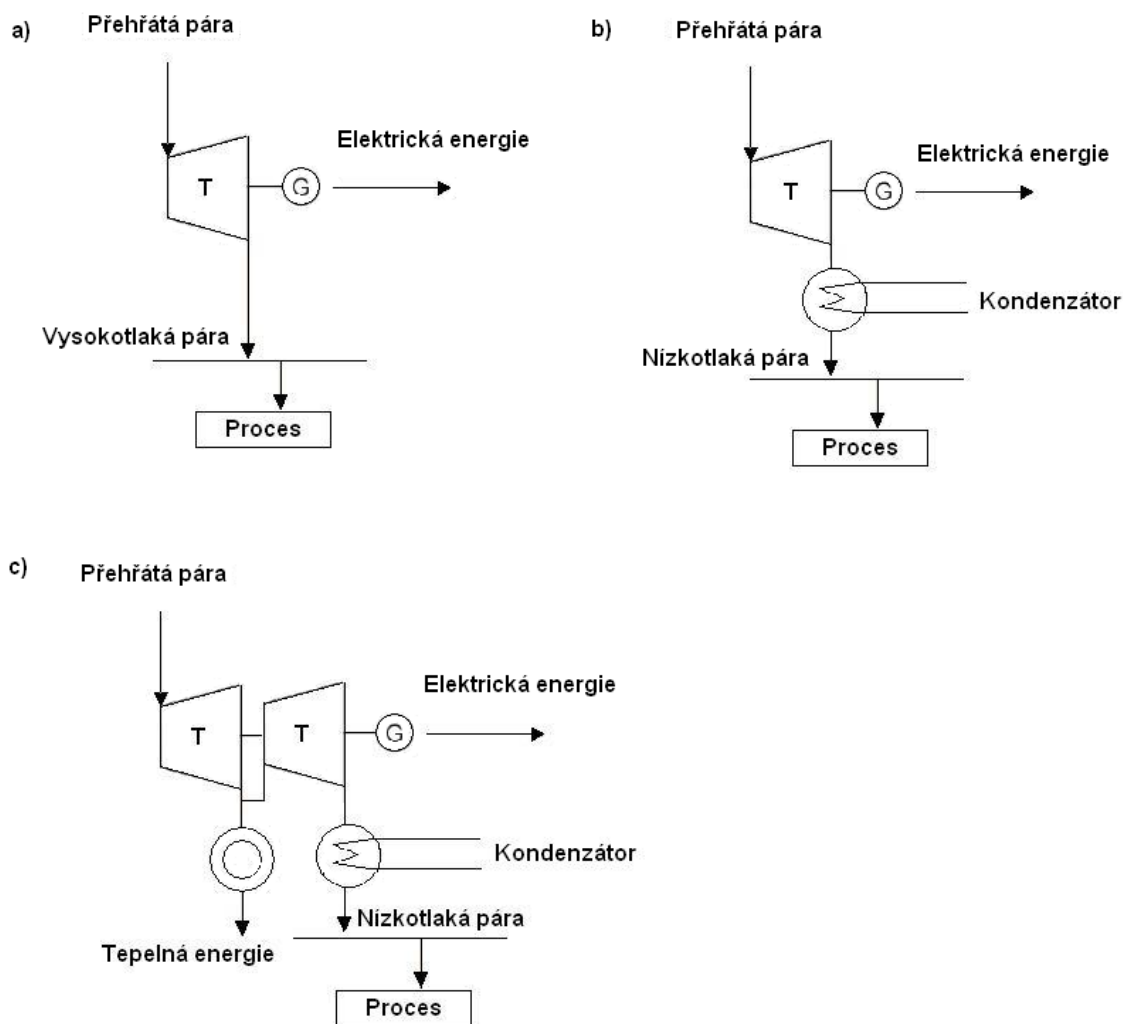 a)
Přehřátá pára
Elektrická energie
T
G
Vysokotlaká pára
Proces
b)
Přehřátá pára
Elektrická energie
T
G
Kondenzátor
Nízkotlaká pára
Proces
c)
Přehřátá pára
Elektrická energie
T
T
G
Kondenzátor
Nízkotlaká pára
Tepelná energie
Proces